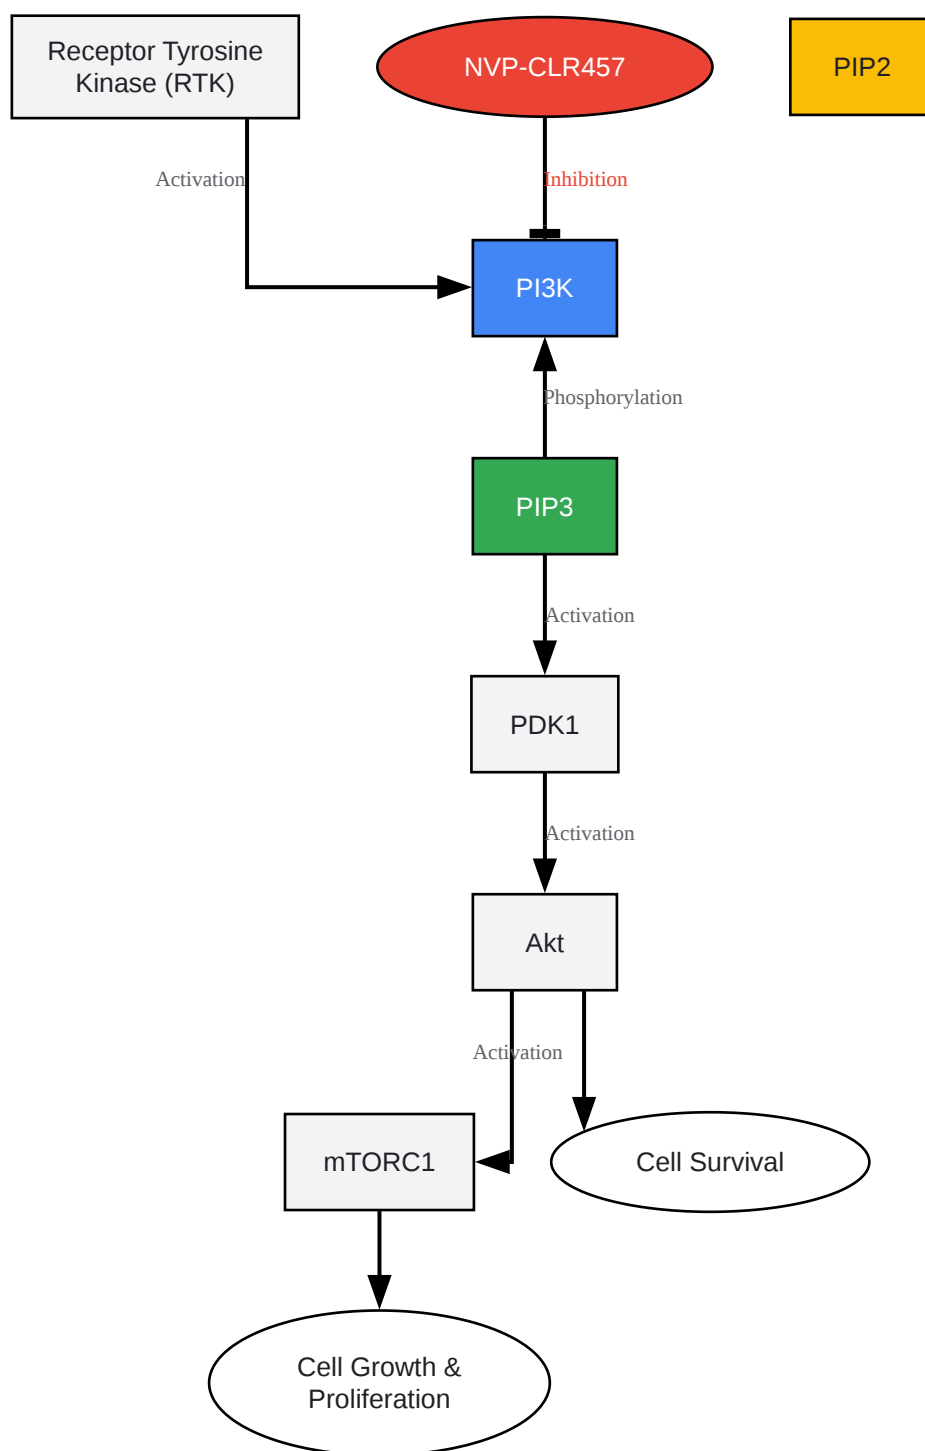 Receptor Tyrosine
Kinase (RTK)
NVP-CLR457
PIP2
Activation
Inhibition
PI3K
Phosphorylation
PIP3
Activation
PDK1
Activation
Akt
Activation
mTORC1
Cell Survival
Cell Growth &
Proliferation